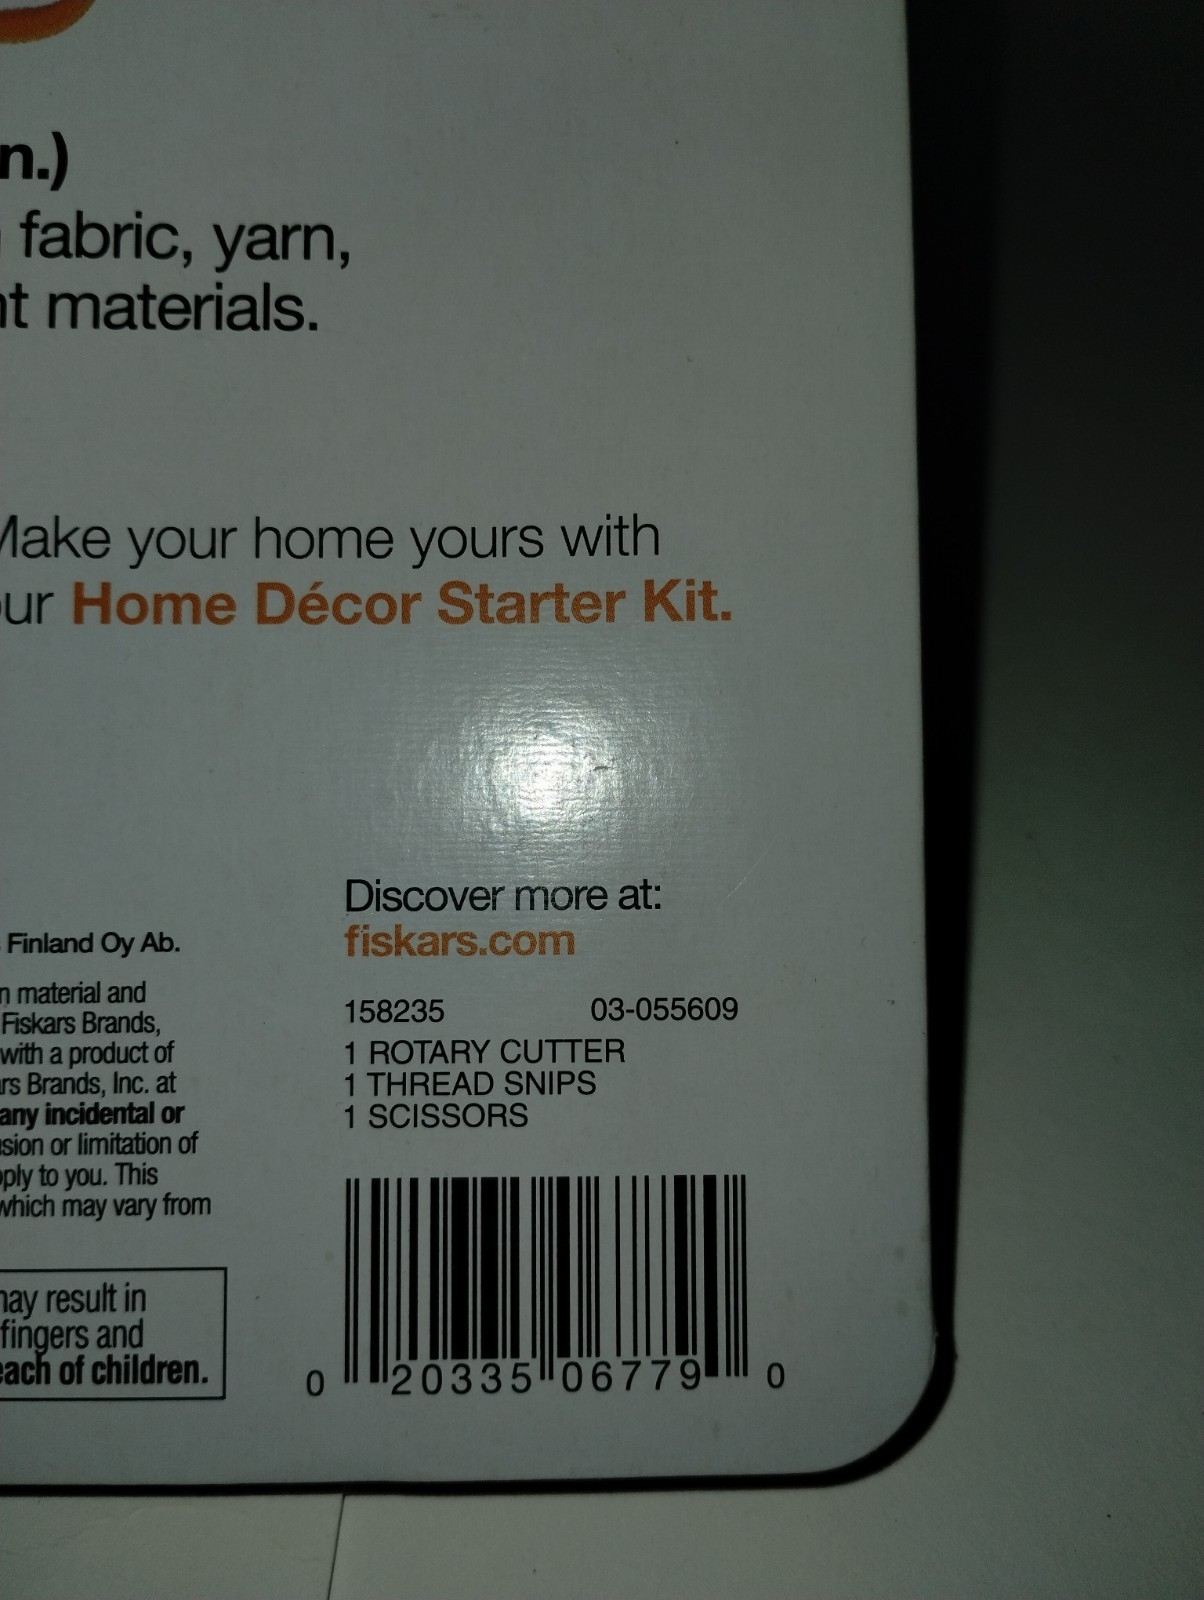 n.)
fabric, yarn,
nt materials.
Make your home yours with
our Home Décor Starter Kit.
Discover more at:
fiskars.com
Finland Oy Ab.
n material and
Fiskars Brands,
with a product of
rs Brands, Inc. at
any incidental or
sion or limitation of
pply to you. This
which may vary from
158235 03-055609
1 ROTARY CUTTER
1 THREAD SNIPS
1 SCISSORS
may result in
fingers and
each of children.
0 20335 06779 0